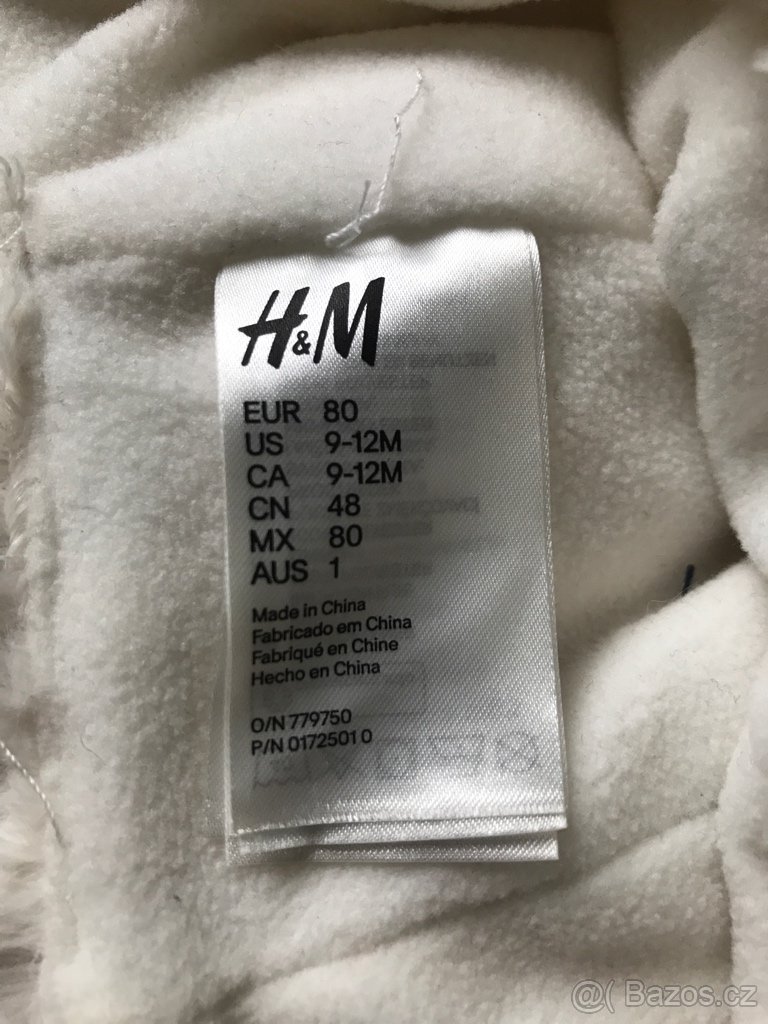 H&M
EUR 80
US 9-12M
CA 9-12M
CN 48
MX 80
AUS 1
Made in China
Fabricado em China
Fabriqué en Chine
Hecho en China
O/N 779750
P/N 0172501 0
@( Bazos.cz